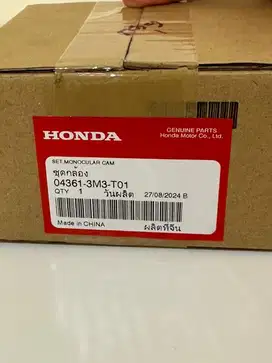 HONDA
GENUINE PARTS
Honda Motor Co., Ltd.
SET,MONOCULAR CAM
ชุดกล้อง
04361-3M3-T01
QTY 1 วันผลิต 27/08/2024 B
Made in CHINA ผลิตที่จีน